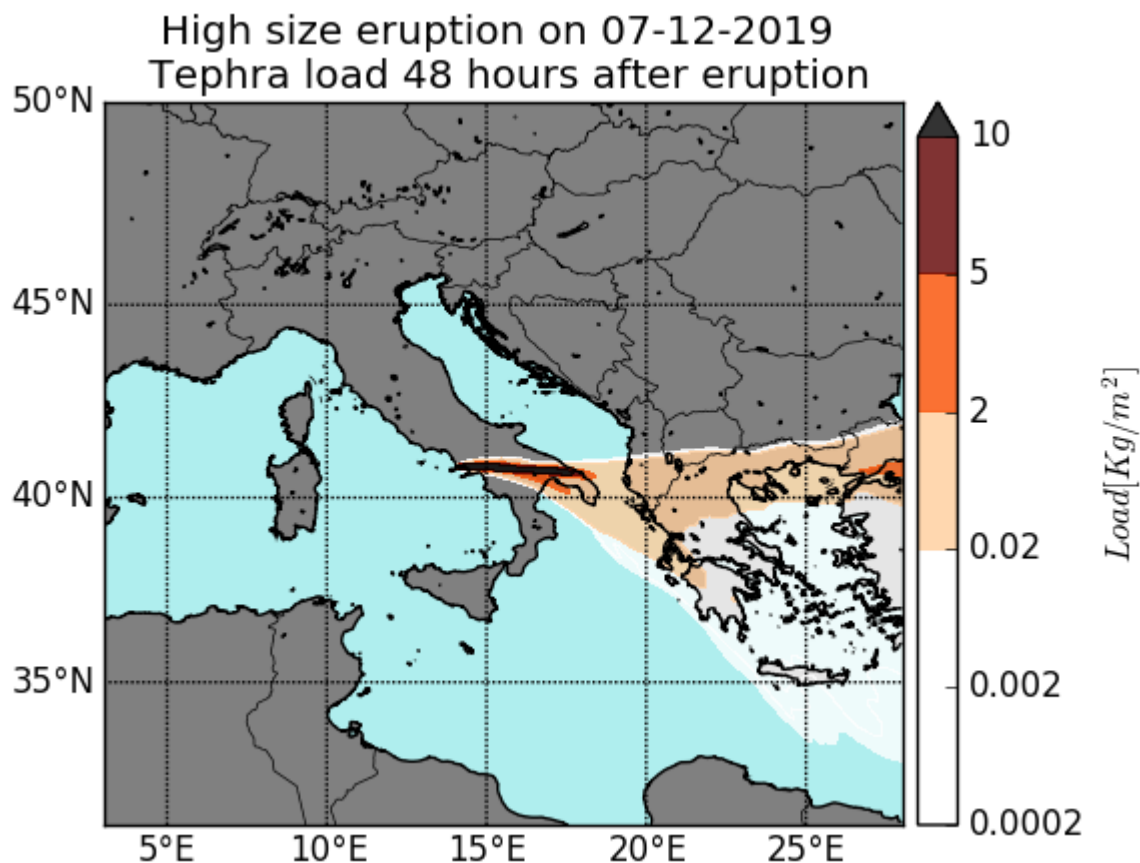 High size eruption on 07-12-2019
Tephra load 48 hours after eruption
50°N
45°N
40°N
35°N
5°E
10°E
15°E
20°E
25°E
10
5
2
0.02
0.002
0.0002
Load[Kg/m²]